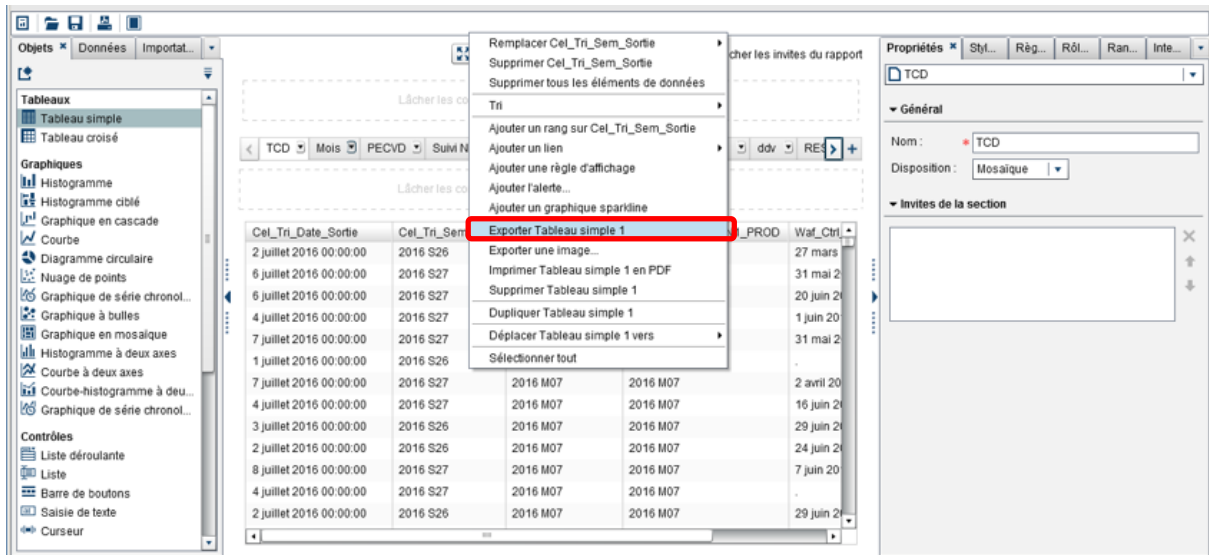 Objets
Données
Importat...
Tableaux
Tableau simple
Tableau croisé
Graphiques
Histogramme
Histogramme ciblé
Graphique en cascade
Courbe
Diagramme circulaire
Nuage de points
Graphique de série chronol...
Graphique à bulles
Graphique en mosaïque
Histogramme à deux axes
Courbe à deux axes
Courbe-histogramme à deu...
Graphique de série chronol...
Contrôles
Liste déroulante
Liste
Barre de boutons
Saisie de texte
Curseur
cher les invites du rapport
Lâcher les co
TCD Mois PECVD Suivi N ddv RES
Lâcher les co
Remplacer Cel_Tri_Sem_Sortie
Supprimer Cel_Tri_Sem_Sortie
Supprimer tous les éléments de données
Tri
Ajouter un rang sur Cel_Tri_Sem_Sortie
Ajouter un lien
Ajouter une règle d'affichage
Ajouter l'alerte...
Ajouter un graphique sparkline
Exporter Tableau simple 1
Exporter une image...
Imprimer Tableau simple 1 en PDF
Supprimer Tableau simple 1
Dupliquer Tableau simple 1
Déplacer Tableau simple 1 vers
Sélectionner tout
Cel_Tri_Date_Sortie Cel_Tri_Sem _PROD Waf_Ctrl_
2 juillet 2016 00:00:00 2016 S26 27 mars
6 juillet 2016 00:00:00 2016 S27 31 mai 2
6 juillet 2016 00:00:00 2016 S27 20 juin 2
4 juillet 2016 00:00:00 2016 S27 1 juin 20
7 juillet 2016 00:00:00 2016 S27 31 mai 2
1 juillet 2016 00:00:00 2016 S26 .
7 juillet 2016 00:00:00 2016 S27 2016 M07 2016 M07 2 avril 20
4 juillet 2016 00:00:00 2016 S27 2016 M07 2016 M07 16 juin 2
3 juillet 2016 00:00:00 2016 S26 2016 M07 2016 M07 29 juin 2
2 juillet 2016 00:00:00 2016 S26 2016 M07 2016 M07 24 juin 2
8 juillet 2016 00:00:00 2016 S27 2016 M07 2016 M07 7 juin 20
4 juillet 2016 00:00:00 2016 S27 2016 M07 2016 M07 .
2 juillet 2016 00:00:00 2016 S26 2016 M07 2016 M07 29 juin 2
Propriétés
Styl...
Règ...
Rôl...
Ran...
Inte...
TCD
Général
Nom : * TCD
Disposition : Mosaïque
Invites de la section